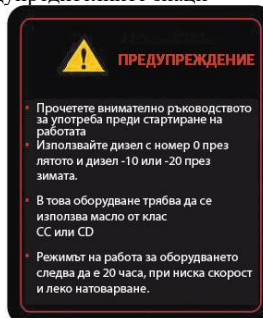 ПРЕДУПРЕЖДЕНИЕ
• Прочетете внимателно ръководството
за употреба преди стартиране на
работата
• Използвайте дизел с номер 0 през
лятото и дизел -10 или -20 през
зимата.
• В това оборудване трябва да се
използва масло от клас
CC или CD
• Режимът на работа за оборудването
следва да е 20 часа, при ниска скорост
и леко натоварване.